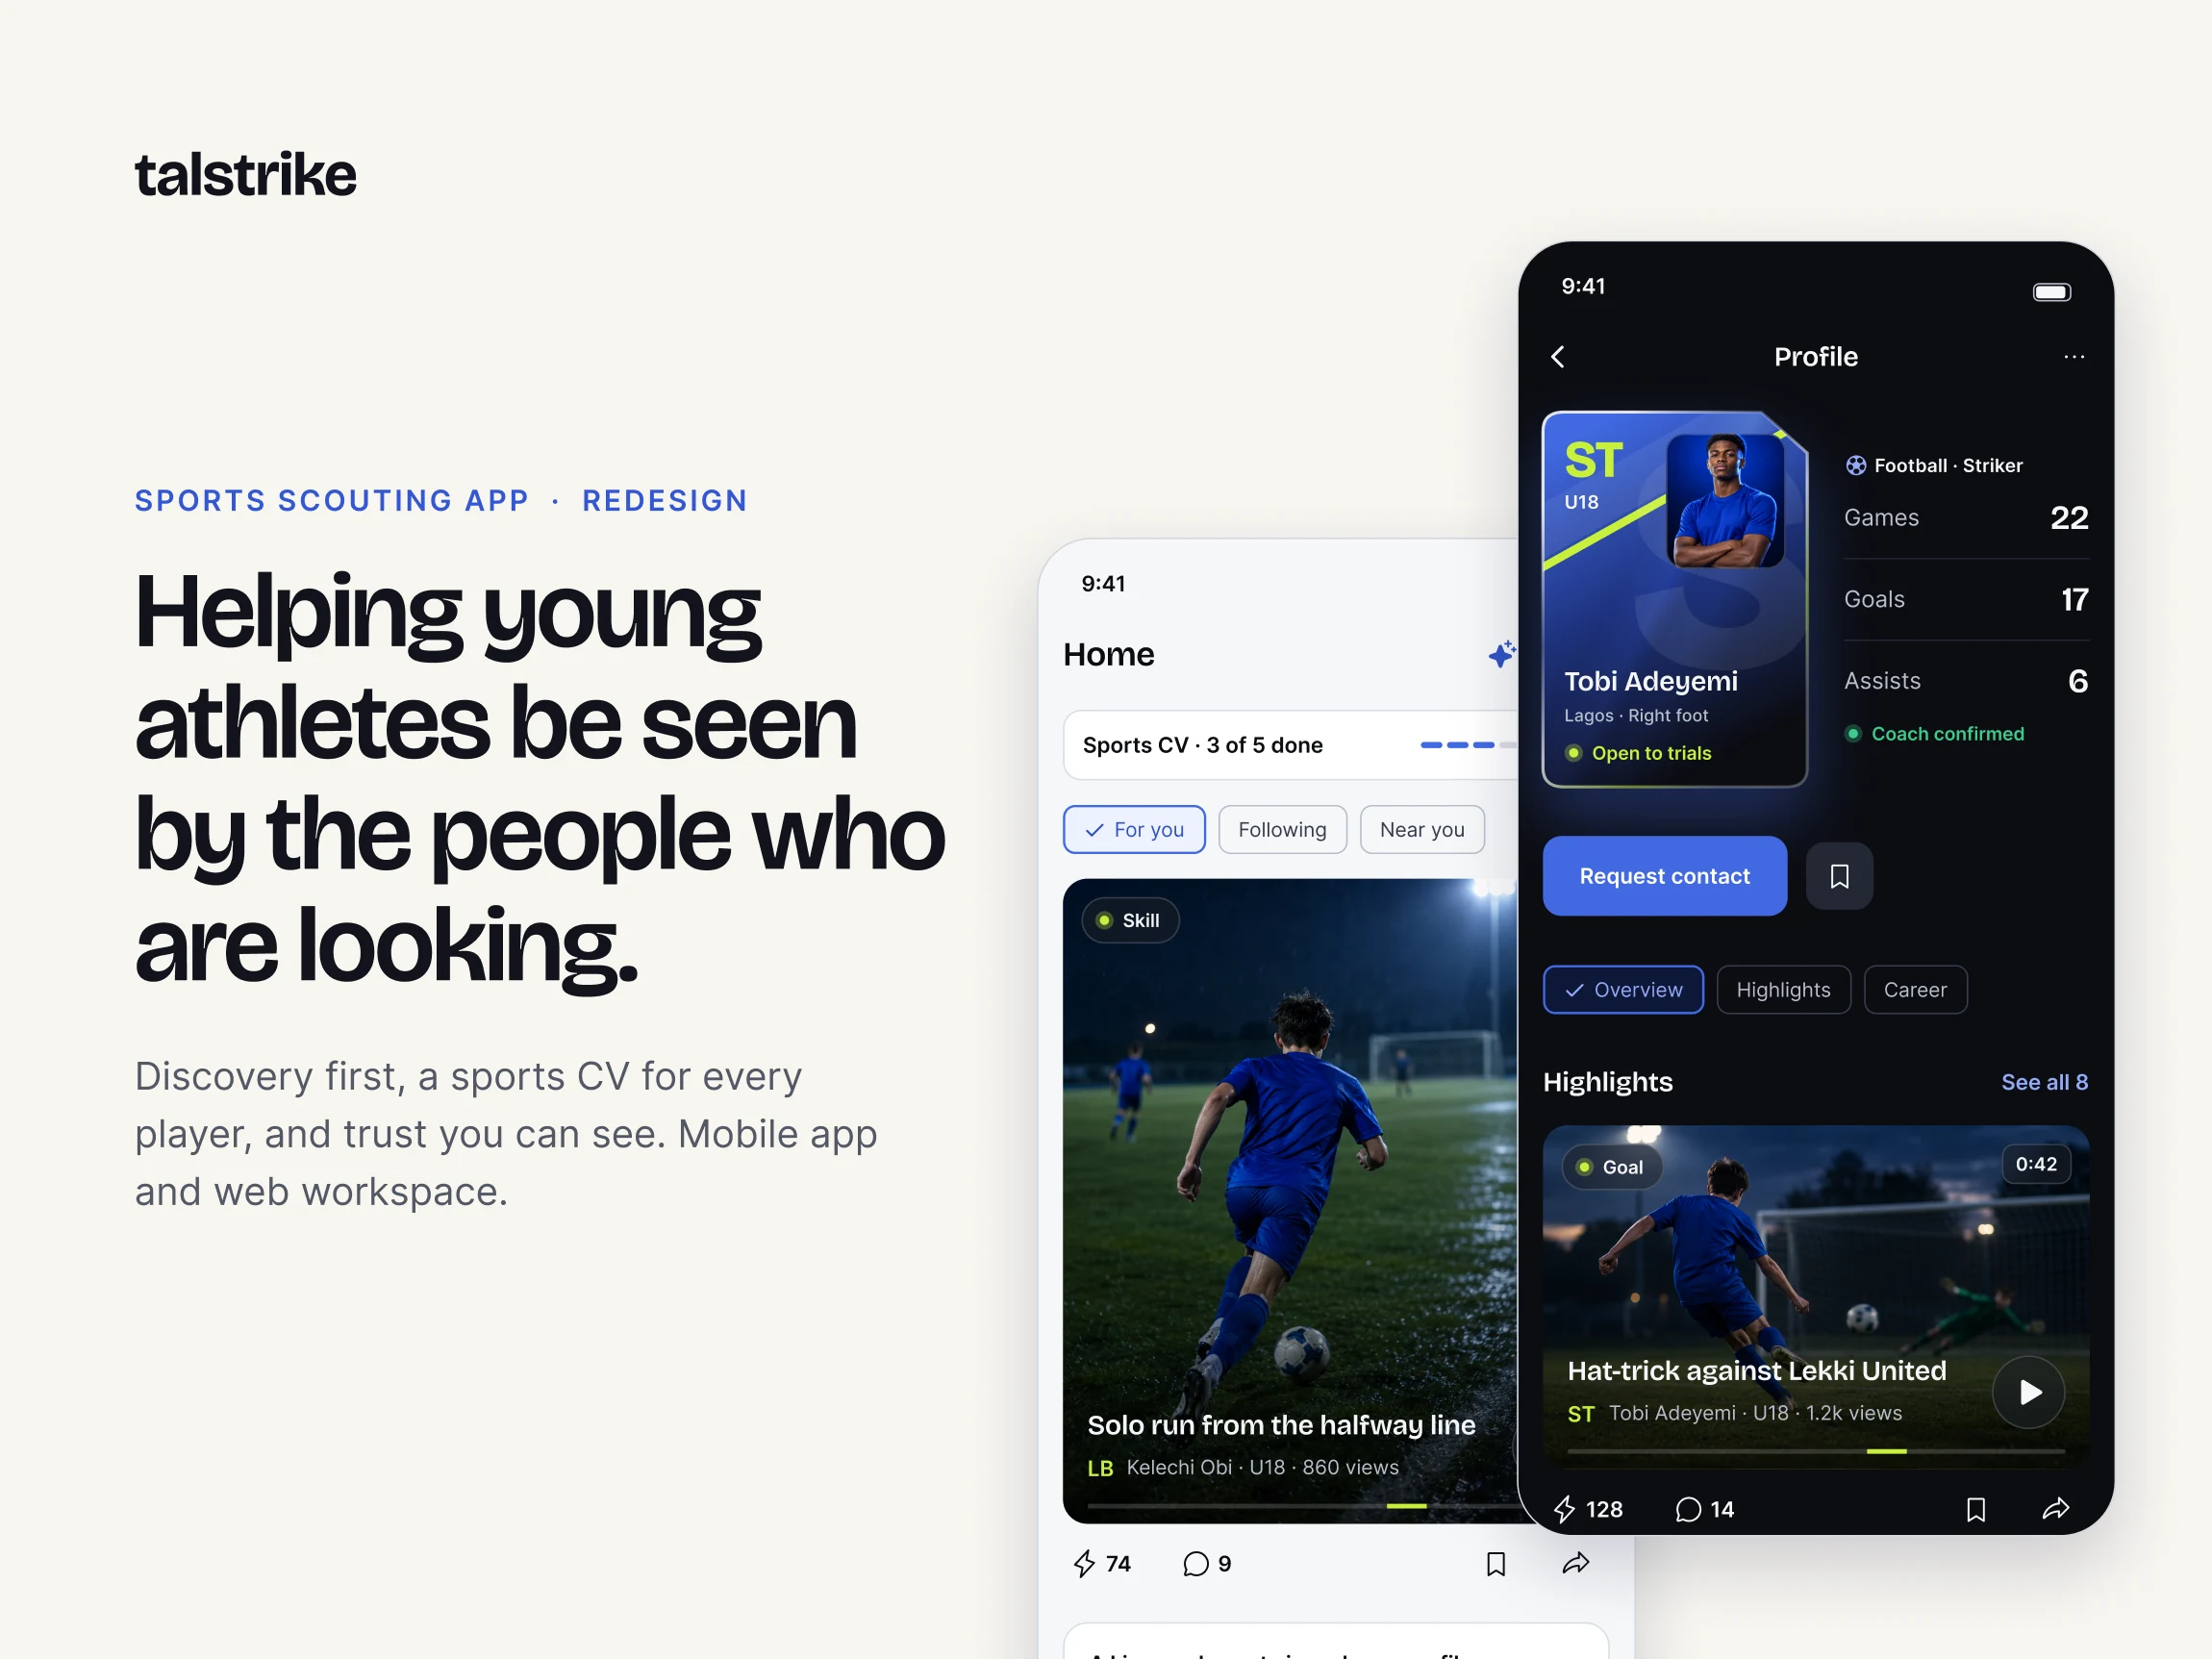 talstrike
SPORTS SCOUTING APP · REDESIGN
Helping young
athletes be seen
by the people who
are looking.
Discovery first, a sports CV for every
player, and trust you can see. Mobile app
and web workspace.
9:41
Home
Sports CV · 3 of 5 done
For you
Following
Near you
Skill
Solo run from the halfway line
LB Kelechi Obi · U18 · 860 views
74
9
9:41
Profile
ST
U18
Tobi Adeyemi
Lagos · Right foot
Open to trials
Football · Striker
Games 22
Goals 17
Assists 6
Coach confirmed
Request contact
Overview
Highlights
Career
Highlights
See all 8
Goal
0:42
Hat-trick against Lekki United
ST Tobi Adeyemi · U18 · 1.2k views
128
14